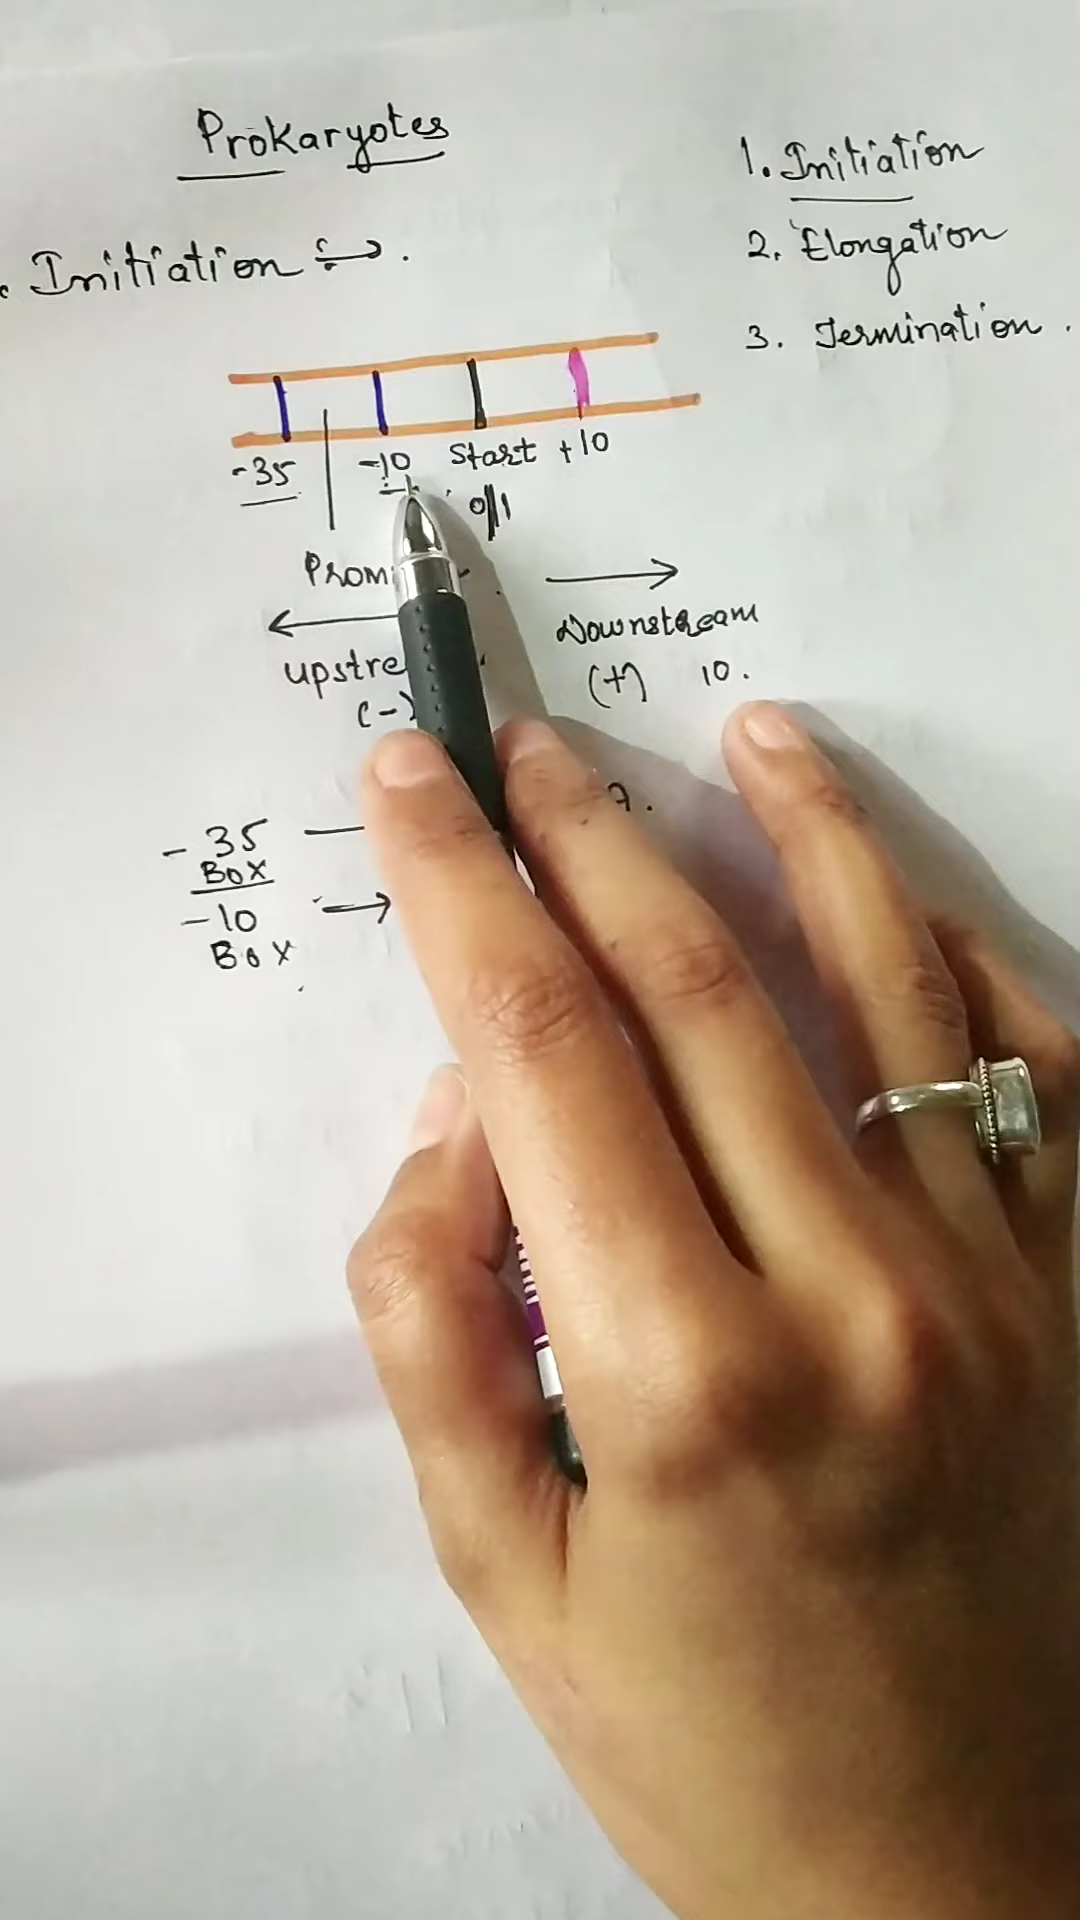 Prokaryotes
1. Initiation
2. Elongation
3. Termination.
. Initiation :→.
-35 -10 Start +10
0/1
Downstream
(-) (+) 10.
-35
Box
-10 →
Box